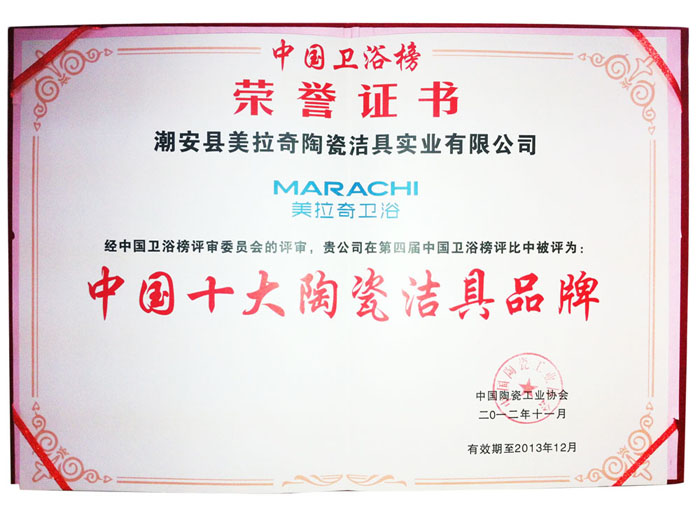 中国卫浴榜
荣誉证书
潮安县美拉奇陶瓷洁具实业有限公司
MARACHI
美拉奇卫浴
经中国卫浴榜评审委员会的评审，贵公司在第四届中国卫浴榜评比中被评为：
中国十大陶瓷洁具品牌
中国陶瓷工业协会
二〇一二年十一月
有效期至2013年12月